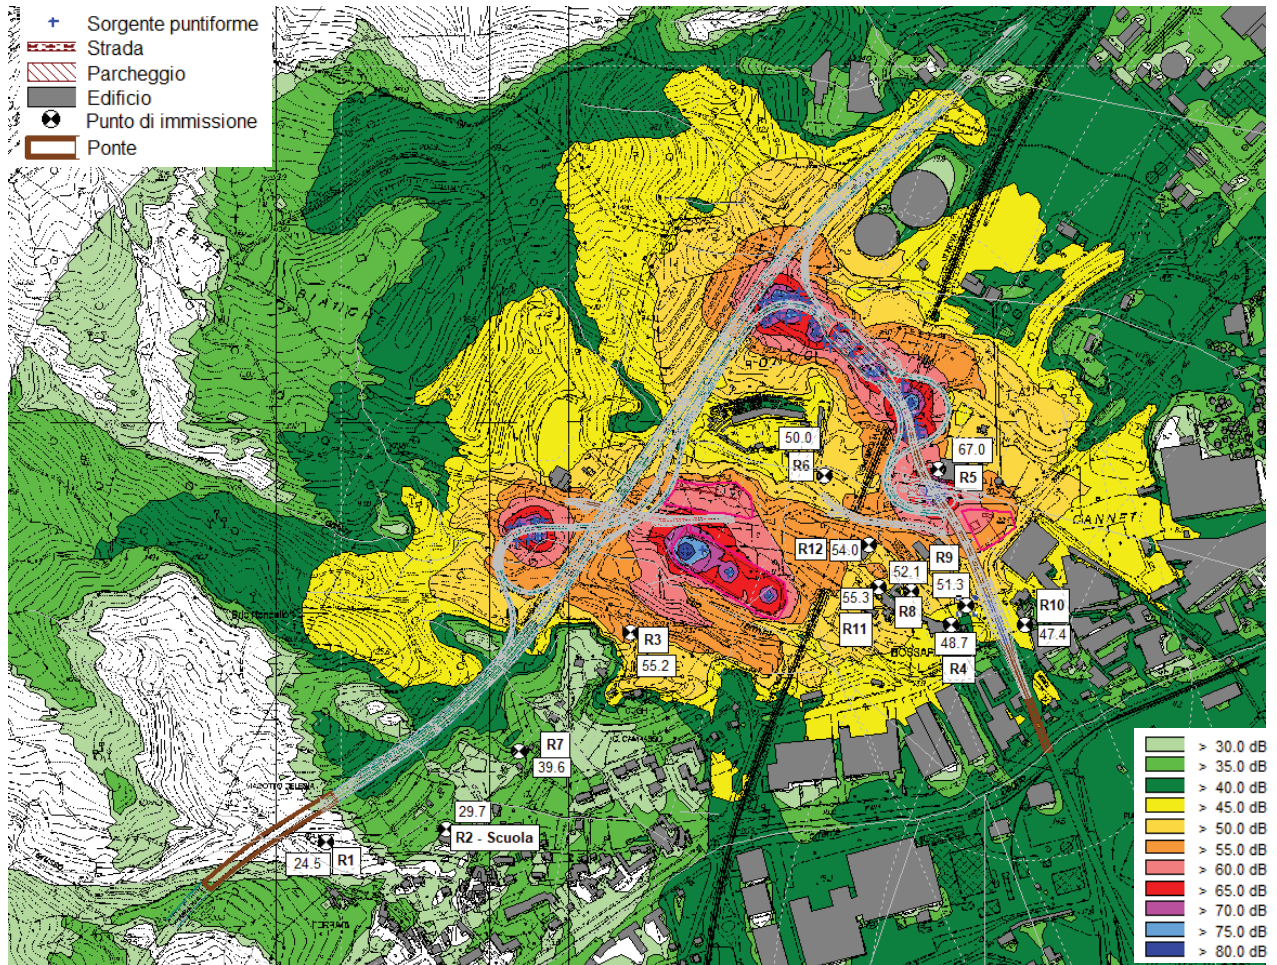 Sorgente puntiforme
Strada
Parcheggio
Edificio
Punto di immissione
Ponte
50.0
R6
67.0
R5
R12
54.0
R9
52.1
51.3
55.3
R8
R10
R11
47.4
48.7
R4
R3
55.2
R7
39.6
29.7
R2 - Scuola
24.5
R1
> 30.0 dB
> 35.0 dB
> 40.0 dB
> 45.0 dB
> 50.0 dB
> 55.0 dB
> 60.0 dB
> 65.0 dB
> 70.0 dB
> 75.0 dB
> 80.0 dB